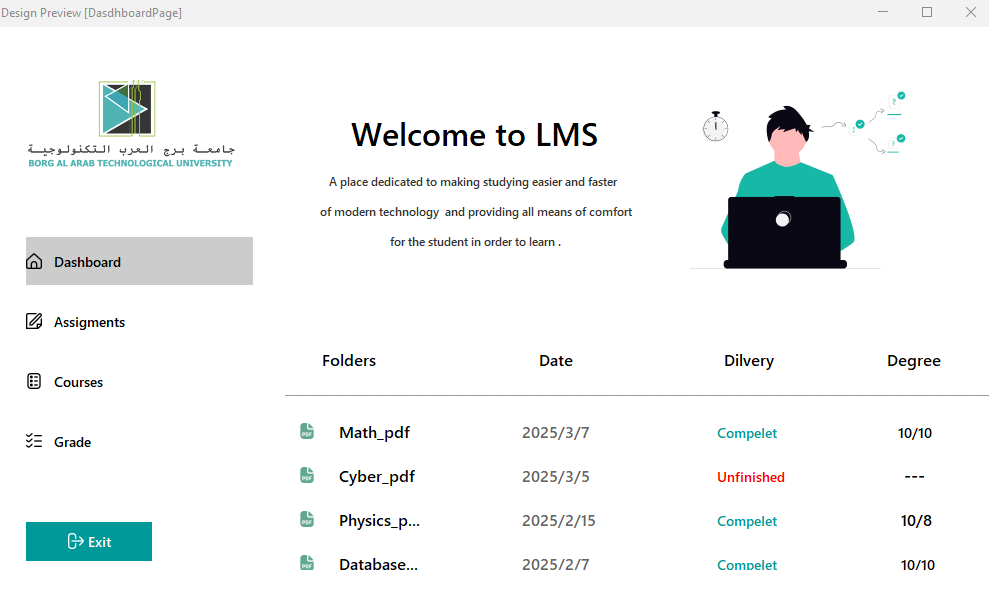 Design Preview [DasdhboardPage]
جامعة برج العرب التكنولوجية
BORG AL ARAB TECHNOLOGICAL UNIVERSITY
Welcome to LMS
A place dedicated to making studying easier and faster
of modern technology and providing all means of comfort
for the student in order to learn .
Dashboard
Assigments
Courses
Grade
Exit
Folders Date Dilvery Degree
PDF Math_pdf 2025/3/7 Compelet 10/10
PDF Cyber_pdf 2025/3/5 Unfinished ---
PDF Physics_p... 2025/2/15 Compelet 10/8
PDF Database... 2025/2/7 Compelet 10/10